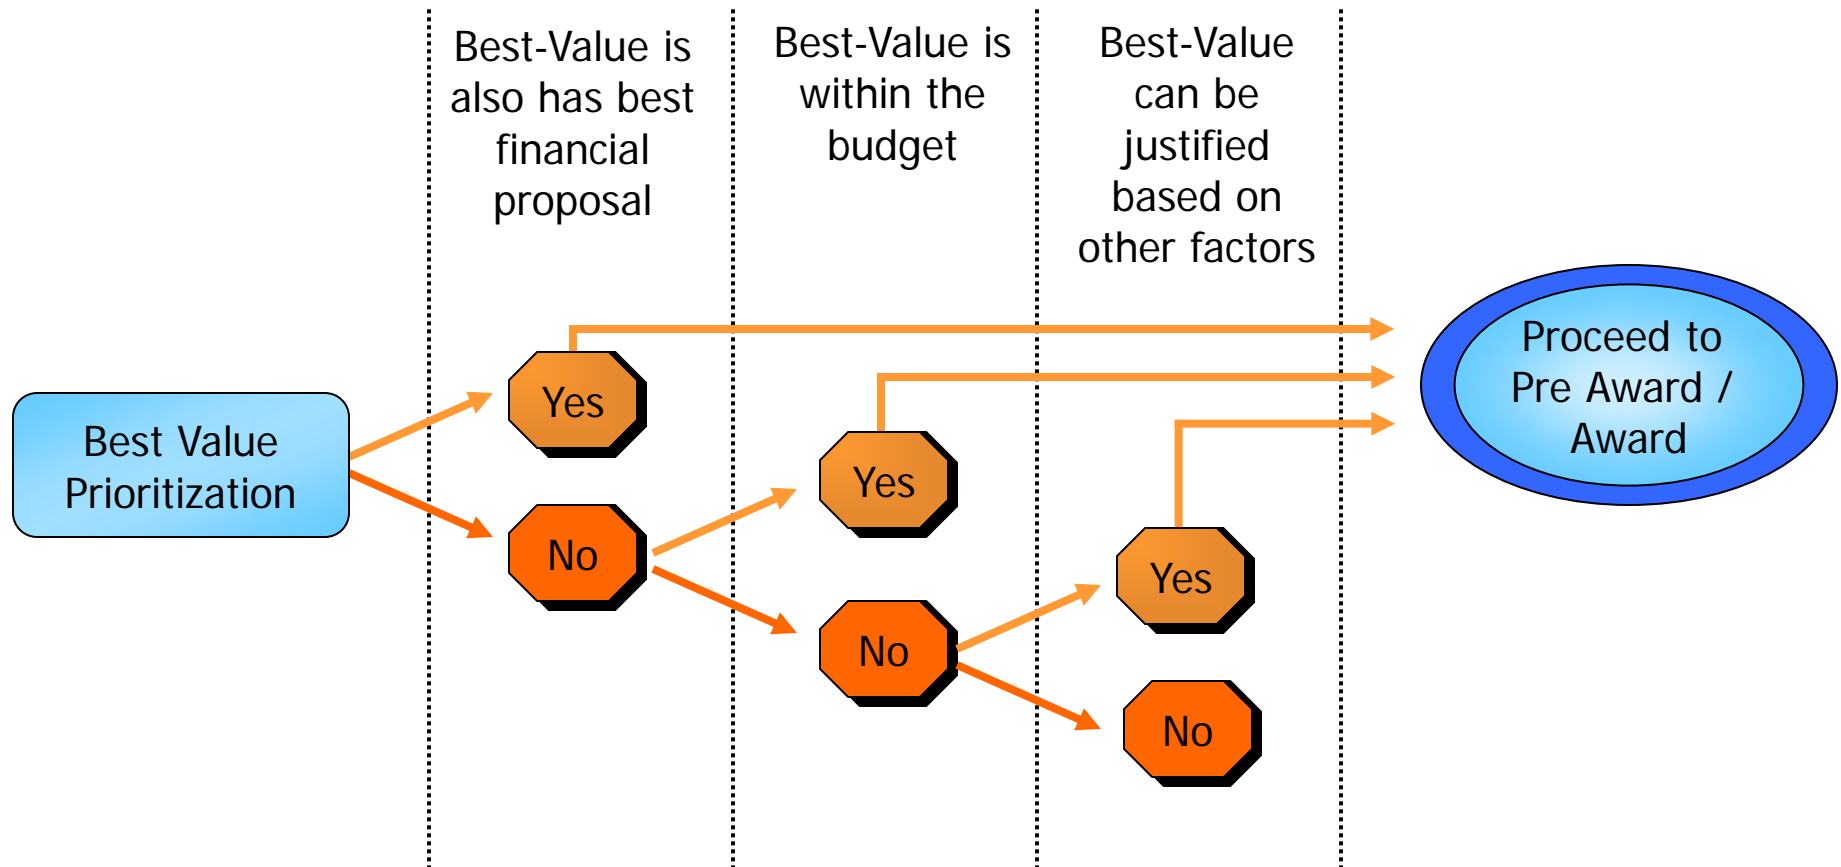 Best-Value is
also has best
financial
proposal
Best-Value is
within the
budget
Best-Value
can be
justified
based on
other factors
Best Value
Prioritization
Yes
No
Yes
No
Yes
No
Proceed to
Pre Award /
Award